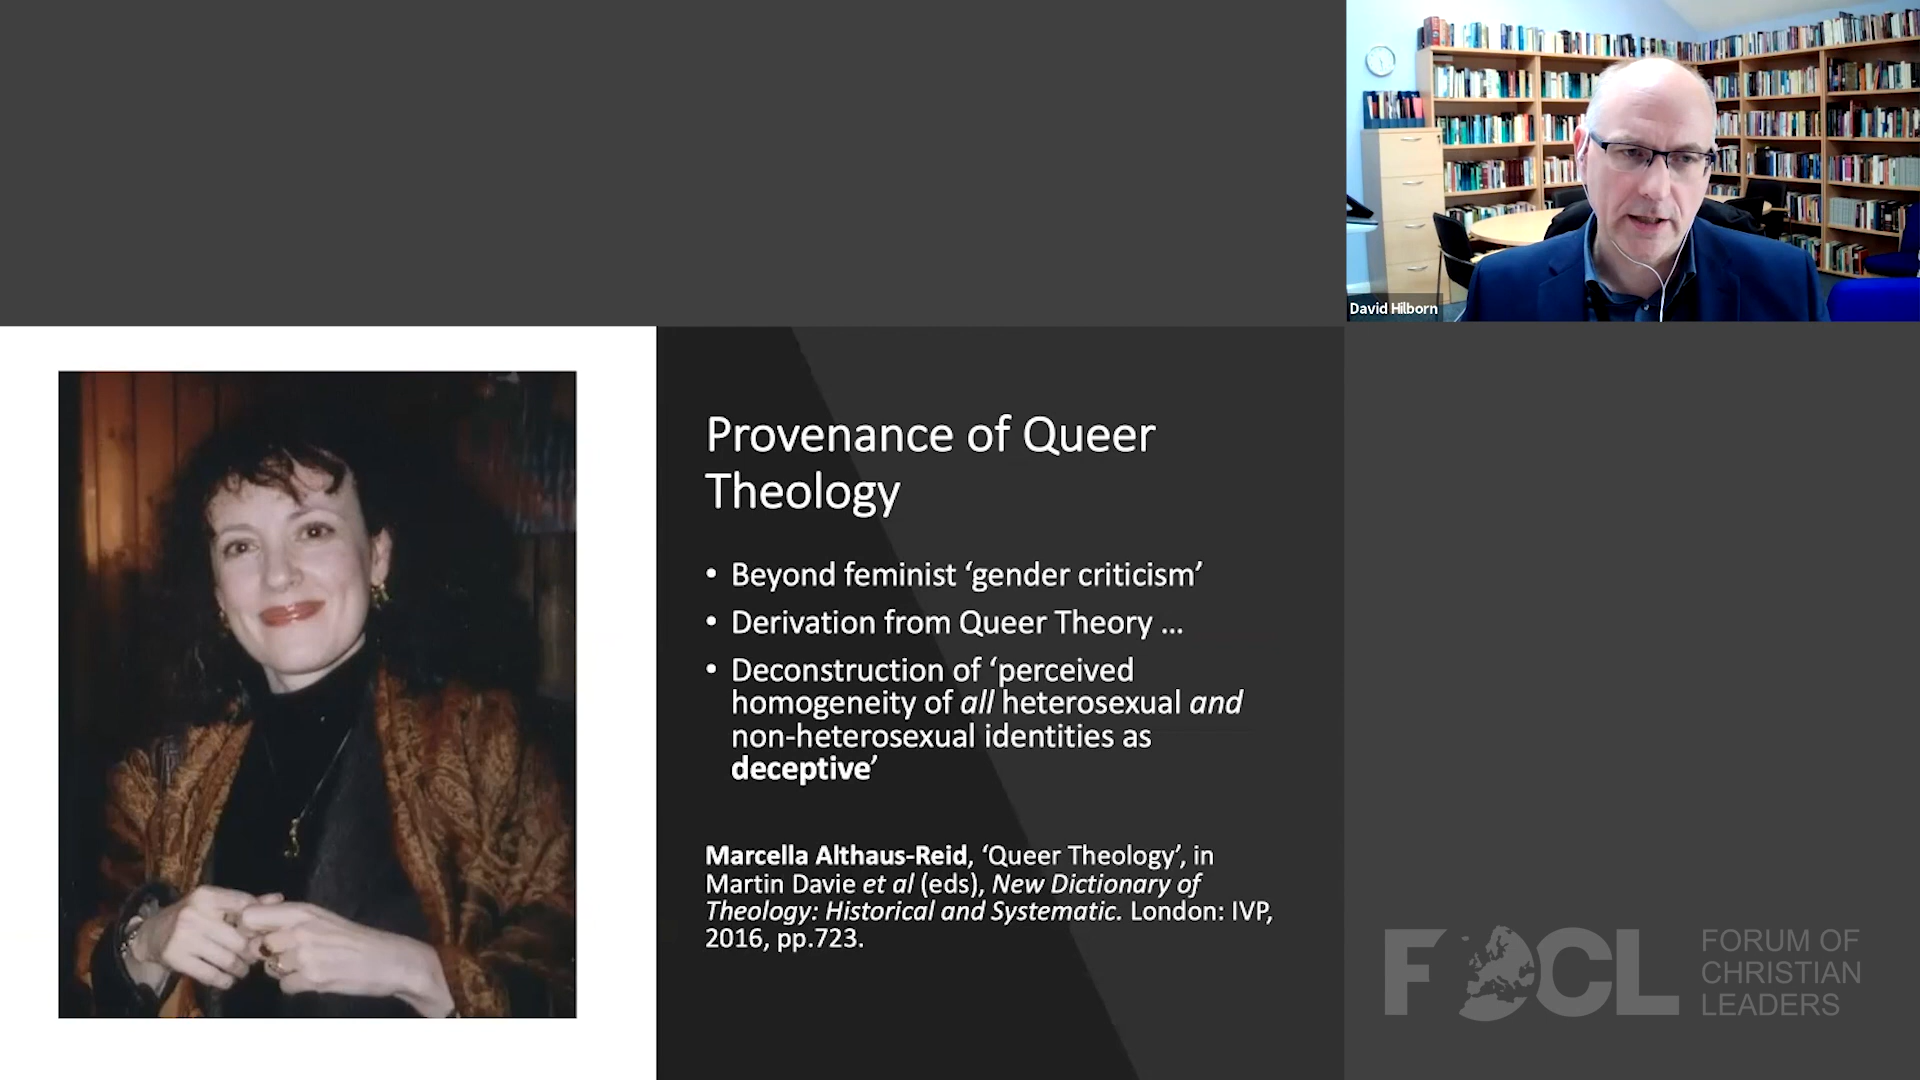 David Hilborn
Provenance of Queer
Theology
• Beyond feminist ‘gender criticism’
• Derivation from Queer Theory ...
• Deconstruction of ‘perceived
homogeneity of all heterosexual and
non-heterosexual identities as
deceptive’
Marcella Althaus-Reid, ‘Queer Theology’, in
Martin Davie et al (eds), New Dictionary of
Theology: Historical and Systematic. London: IVP,
2016, pp.723.
FOCL
FORUM OF
CHRISTIAN
LEADERS